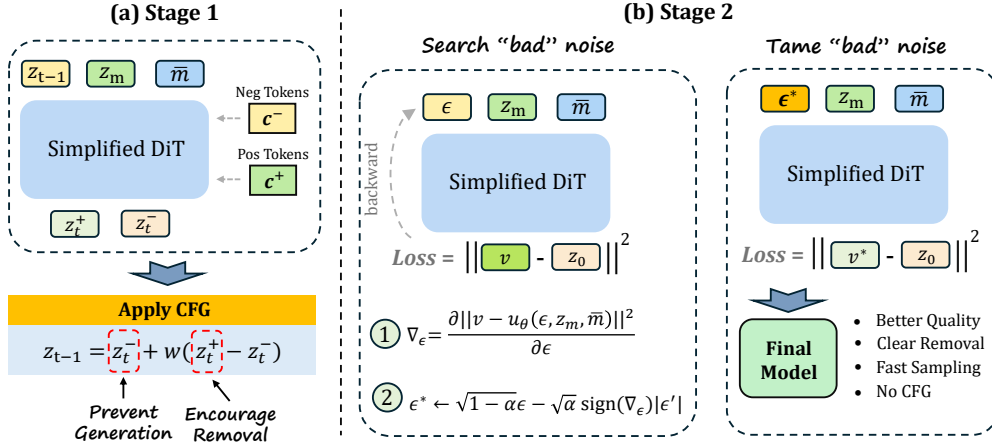 (a) Stage 1
z_{t-1} z_m m̅
Neg Tokens
c⁻
Simplified DiT
Pos Tokens
c⁺
z_t^+ z_t^-
Apply CFG
z_{t-1} = z_t^- + w(z_t^+ − z_t^-)
Prevent Generation
Encourage Removal
(b) Stage 2
Search “bad” noise
ϵ z_m m̅
backward
Simplified DiT
Loss = ||v - z_0||^2
1 ∇_ϵ = ∂||v − u_θ(ϵ, z_m, m̅)||^2 / ∂ϵ
2 ϵ* ← √(1 − α)ϵ − √α sign(∇_ϵ)|ϵ′|
Tame “bad” noise
ϵ* z_m m̅
Simplified DiT
Loss = ||v* - z_0||^2
Final Model
• Better Quality
• Clear Removal
• Fast Sampling
• No CFG